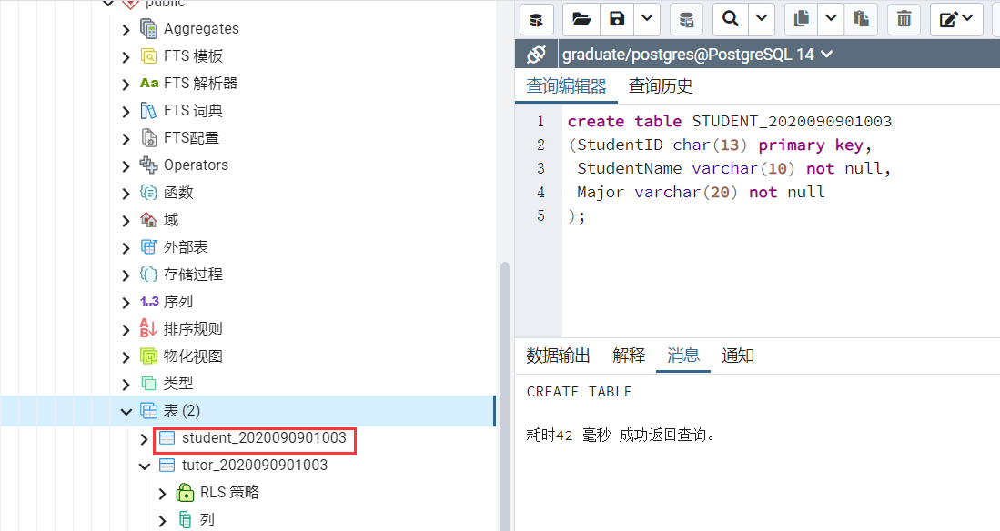 public
Aggregates
FTS 模板
Aa FTS 解析器
FTS 词典
FTS配置
Operators
函数
域
外部表
存储过程
1..3 序列
排序规则
物化视图
类型
表 (2)
student_2020090901003
tutor_2020090901003
RLS 策略
列
graduate/postgres@PostgreSQL 14
查询编辑器 查询历史
1 create table STUDENT_2020090901003
2 (StudentID char(13) primary key,
3 StudentName varchar(10) not null,
4 Major varchar(20) not null
5 );
数据输出 解释 消息 通知
CREATE TABLE
耗时42 毫秒 成功返回查询。